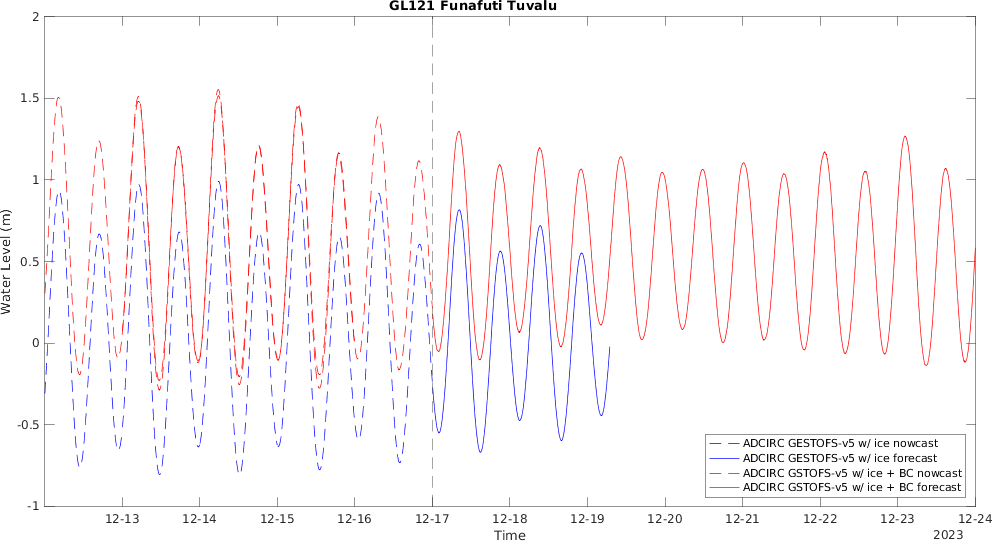 GL121 Funafuti Tuvalu
2
1.5
1
0.5
0
-0.5
-1
Water Level (m)
12-13 12-14 12-15 12-16 12-17 12-18 12-19 12-20 12-21 12-22 12-23 12-24
Time
2023
ADCIRC GESTOFS-v5 w/ ice nowcast
ADCIRC GESTOFS-v5 w/ ice forecast
ADCIRC GSTOFS-v5 w/ ice + BC nowcast
ADCIRC GSTOFS-v5 w/ ice + BC forecast